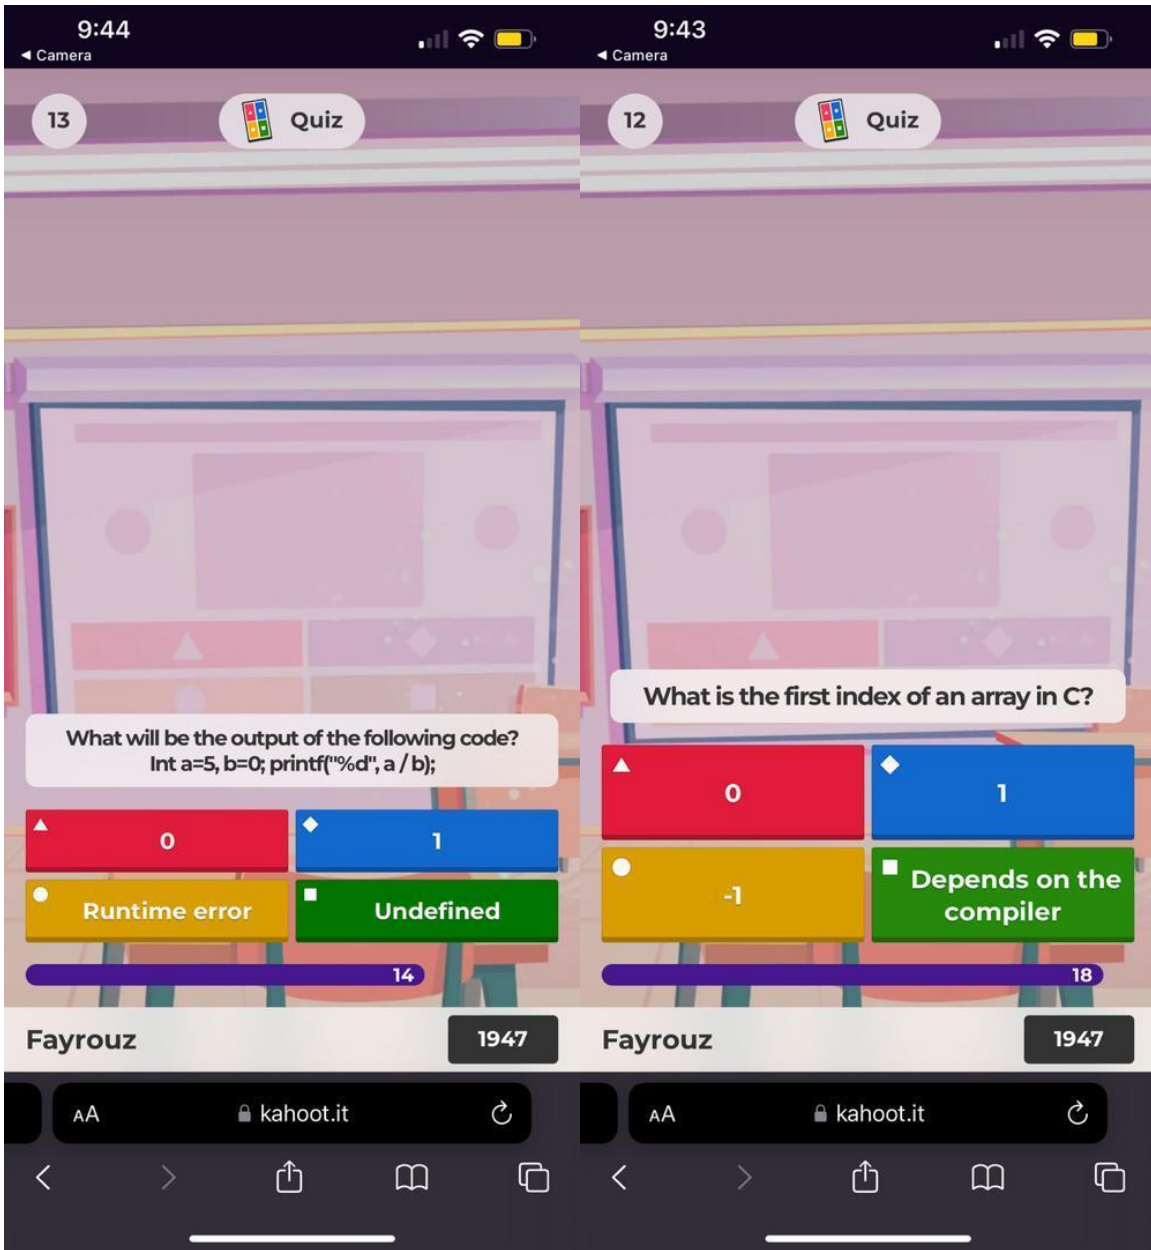 9:44
◀ Camera
13
Quiz
What will be the output of the following code?
Int a=5, b=0; printf("%d", a / b);
0
1
Runtime error
Undefined
14
Fayrouz
1947
AA
kahoot.it
9:43
◀ Camera
12
Quiz
What is the first index of an array in C?
0
1
-1
Depends on the
compiler
18
Fayrouz
1947
AA
kahoot.it